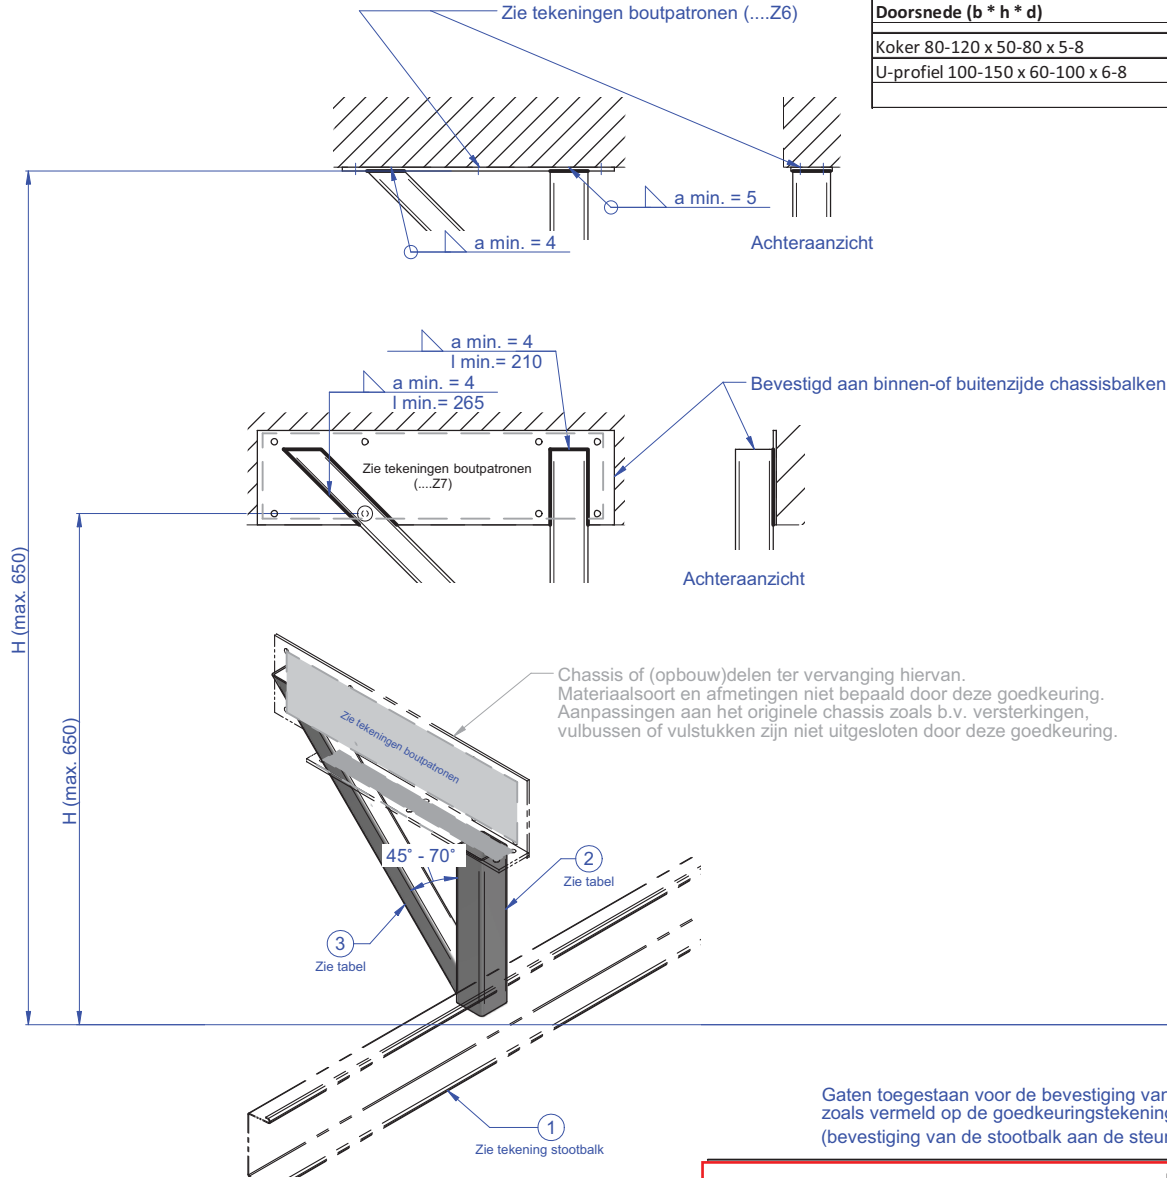 Zie tekeningen boutpatronen (....Z6)
Doorsnede (b * h * d)
Koker 80-120 x 50-80 x 5-8
U-profiel 100-150 x 60-100 x 6-8
a min. = 5
a min. = 4
Achteraanzicht
a min. = 4
l min.= 210
a min. = 4
l min.= 265
Bevestigd aan binnen-of buitenzijde chassisbalken
Zie tekeningen boutpatronen
(....Z7)
Achteraanzicht
H (max. 650)
H (max. 650)
Chassis of (opbouw)delen ter vervanging hiervan.
Materiaalsoort en afmetingen niet bepaald door deze goedkeuring.
Aanpassingen aan het originele chassis zoals b.v. versterkingen,
vulbussen of vulstukken zijn niet uitgesloten door deze goedkeuring.
Zie tekeningen boutpatronen
45° - 70°
2
Zie tabel
3
Zie tabel
Gaten toegestaan voor de bevestiging van
zoals vermeld op de goedkeuringstekening
(bevestiging van de stootbalk aan de steun
1
Zie tekening stootbalk